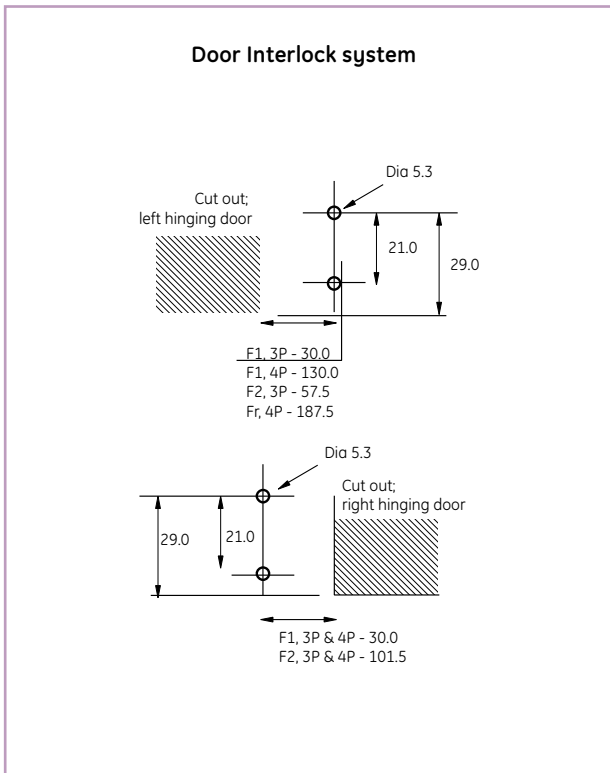 Door Interlock system
Dia 5.3
Cut out;
left hinging door
21.0
29.0
F1, 3P - 30.0
F1, 4P - 130.0
F2, 3P - 57.5
Fr, 4P - 187.5
Dia 5.3
Cut out;
right hinging door
29.0
21.0
F1, 3P & 4P - 30.0
F2, 3P & 4P - 101.5